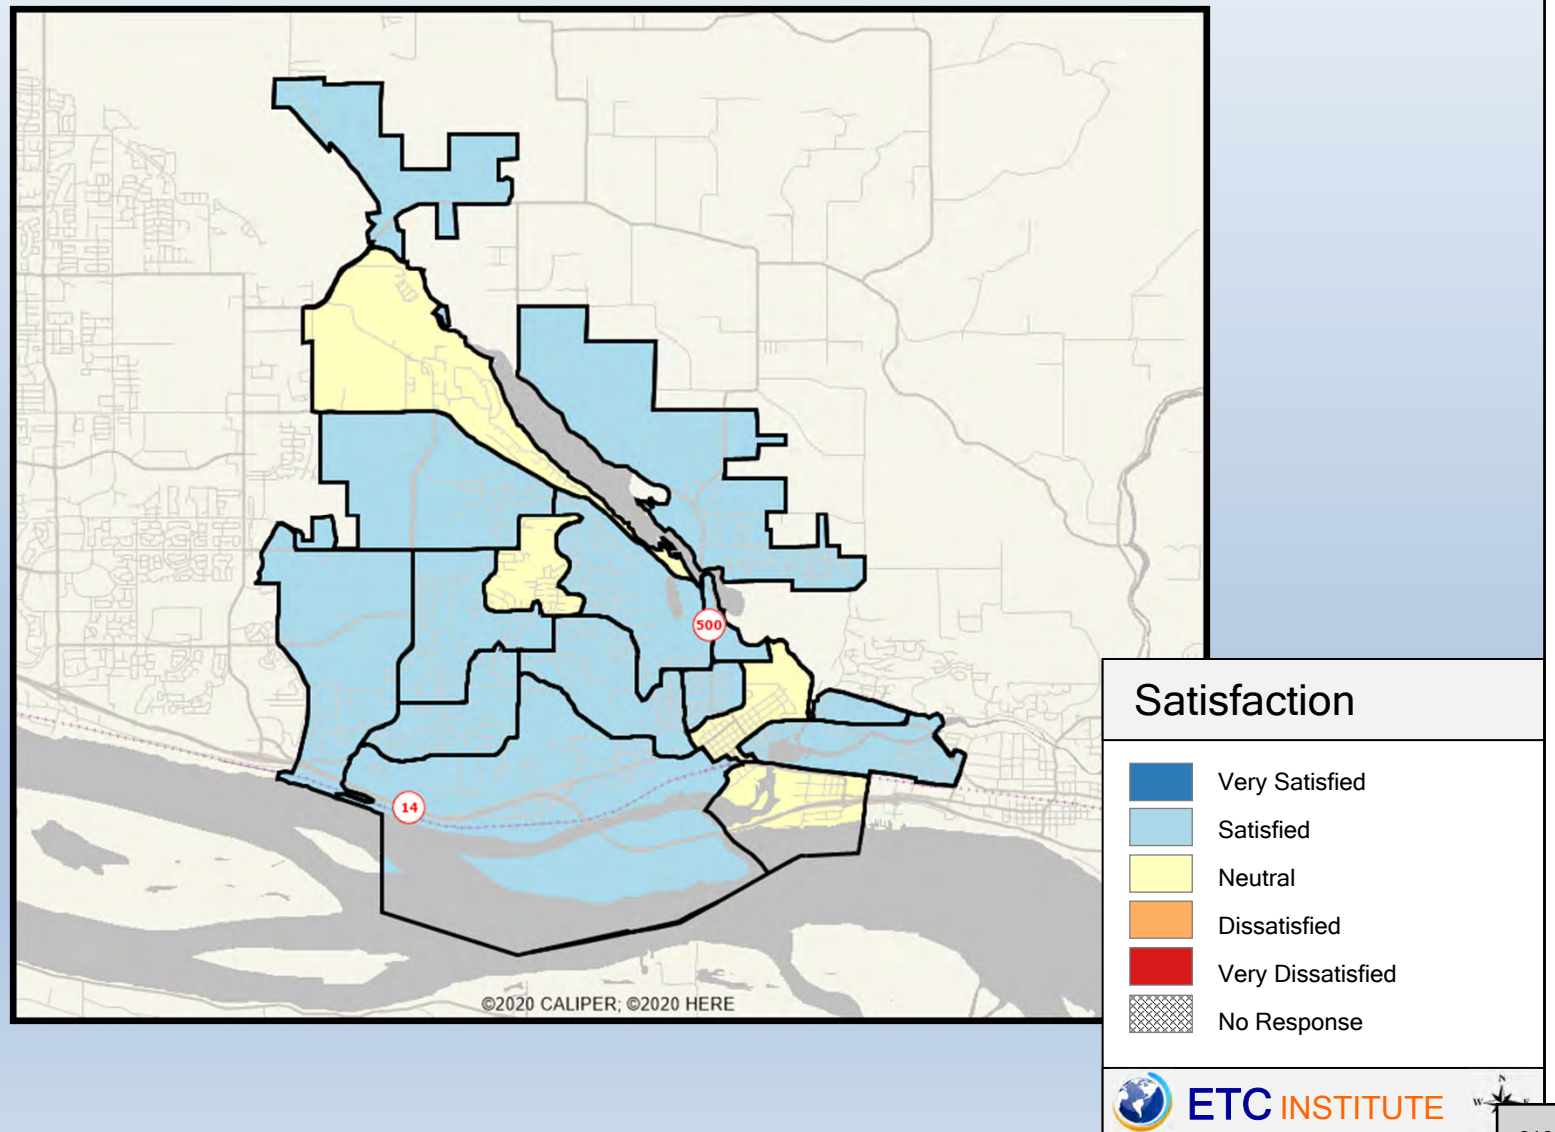 500
14
©2020 CALIPER; ©2020 HERE
Satisfaction
Very Satisfied
Satisfied
Neutral
Dissatisfied
Very Dissatisfied
No Response
ETC INSTITUTE
N
W
E